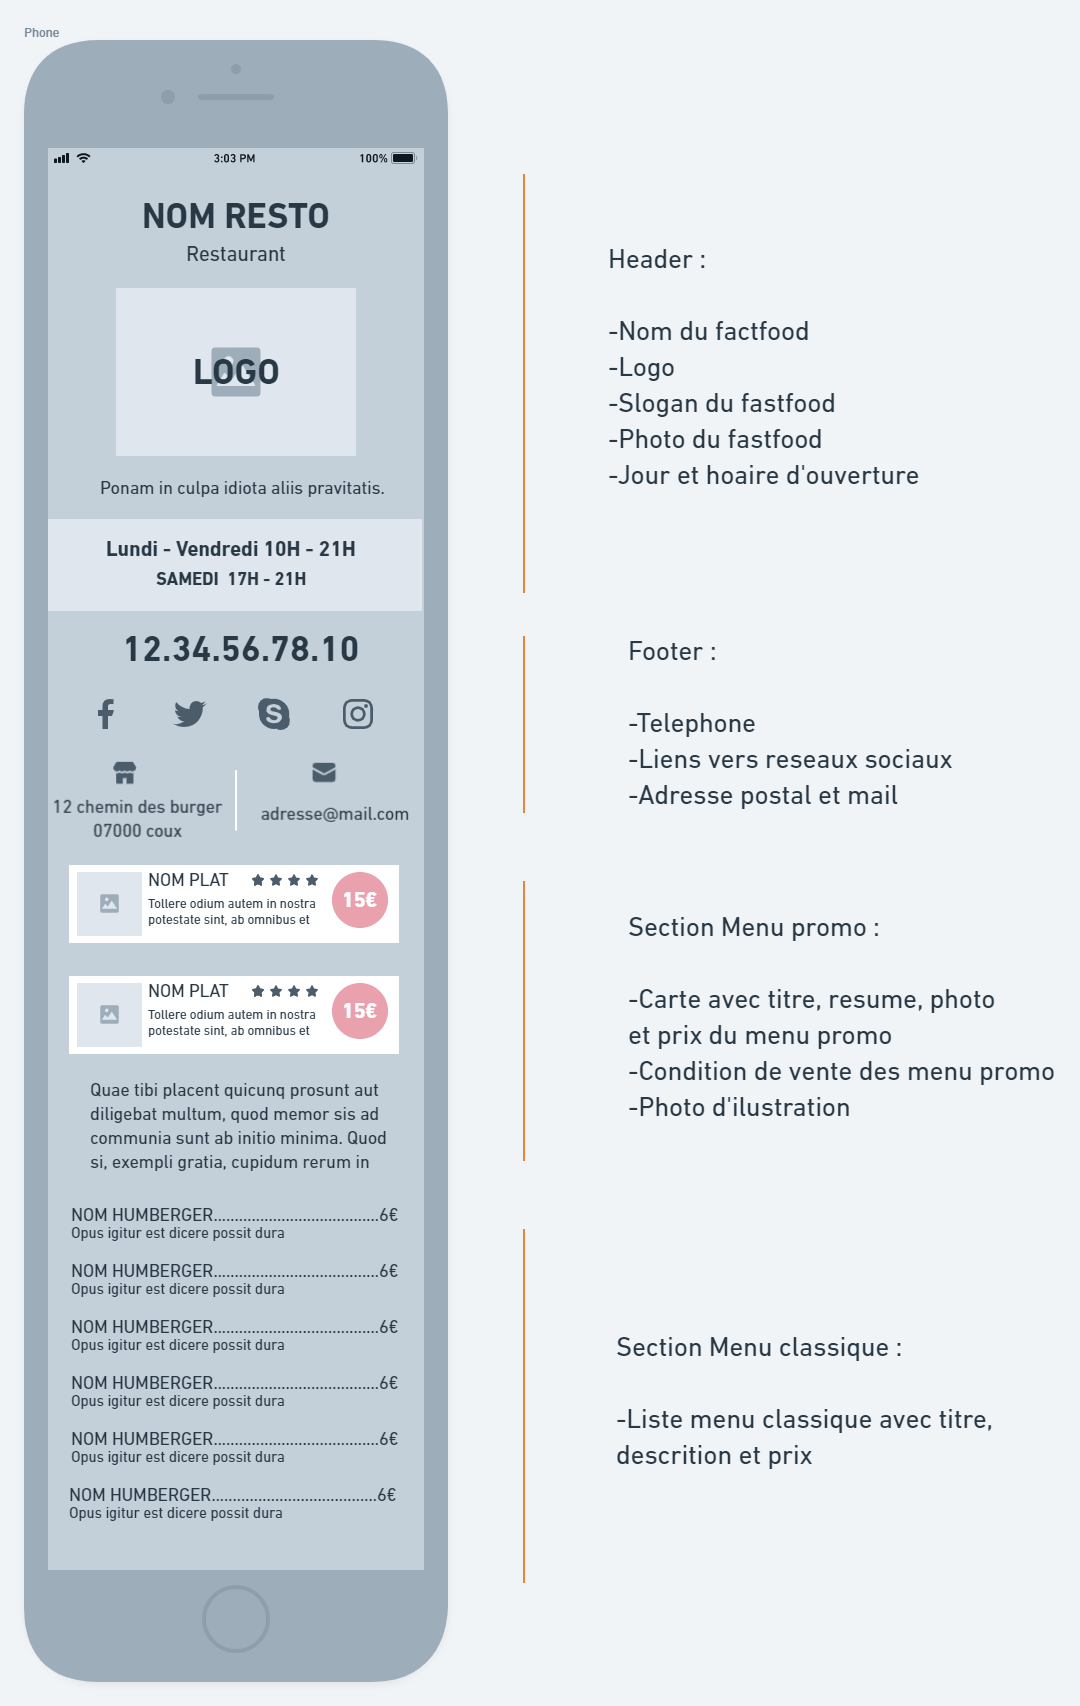 Phone
3:03 PM
100%
NOM RESTO
Restaurant
LOGO
Ponam in culpa idiota aliis pravitatis.
Lundi - Vendredi 10H - 21H
SAMEDI 17H - 21H
12.34.56.78.10
12 chemin des burger
07000 coux
adresse@mail.com
NOM PLAT
Tollere odium autem in nostra
potestate sint, ab omnibus et
15€
NOM PLAT
Tollere odium autem in nostra
potestate sint, ab omnibus et
15€
Quae tibi placent quicunq prosunt aut
diligebat multum, quod memor sis ad
communia sunt ab initio minima. Quod
si, exempli gratia, cupidum rerum in
NOM HUMBERGER.......................................6€
Opus igitur est dicere possit dura
NOM HUMBERGER.......................................6€
Opus igitur est dicere possit dura
NOM HUMBERGER.......................................6€
Opus igitur est dicere possit dura
NOM HUMBERGER.......................................6€
Opus igitur est dicere possit dura
NOM HUMBERGER.......................................6€
Opus igitur est dicere possit dura
NOM HUMBERGER.......................................6€
Opus igitur est dicere possit dura
Header :
-Nom du factfood
-Logo
-Slogan du fastfood
-Photo du fastfood
-Jour et hoaire d'ouverture
Footer :
-Telephone
-Liens vers reseaux sociaux
-Adresse postal et mail
Section Menu promo :
-Carte avec titre, resume, photo
et prix du menu promo
-Condition de vente des menu promo
-Photo d'ilustration
Section Menu classique :
-Liste menu classique avec titre,
descrition et prix